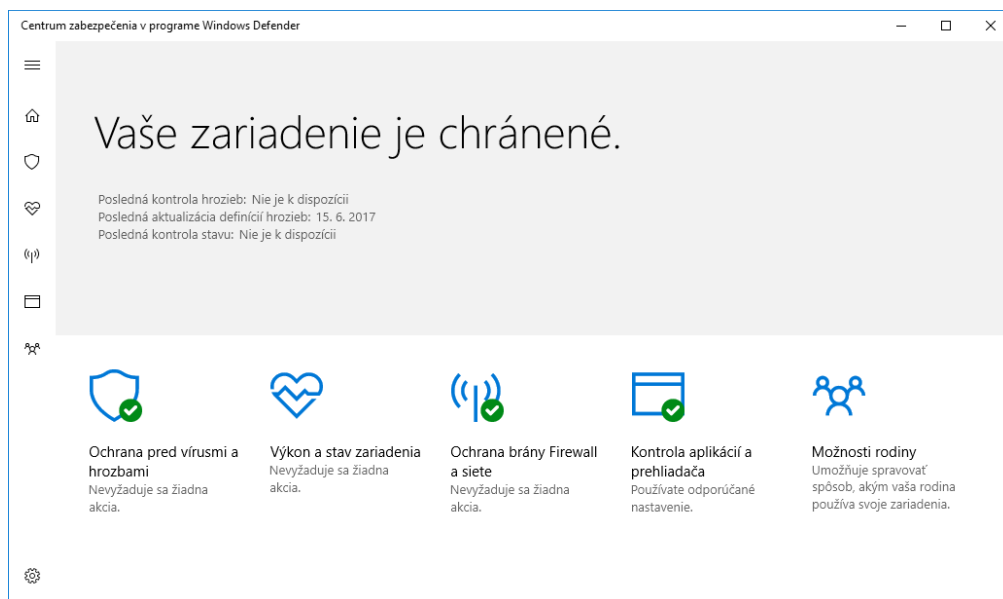 Centrum zabezpečenia v programe Windows Defender
Vaše zariadenie je chránené.
Posledná kontrola hrozieb: Nie je k dispozícii
Posledná aktualizácia definícií hrozieb: 15. 6. 2017
Posledná kontrola stavu: Nie je k dispozícii
Ochrana pred vírusmi a
hrozbami
Nevyžaduje sa žiadna
akcia.
Výkon a stav zariadenia
Nevyžaduje sa žiadna
akcia.
Ochrana brány Firewall
a siete
Nevyžaduje sa žiadna
akcia.
Kontrola aplikácií a
prehliadača
Používate odporúčané
nastavenie.
Možnosti rodiny
Umožňuje spravovať
spôsob, akým vaša rodina
používa svoje zariadenia.